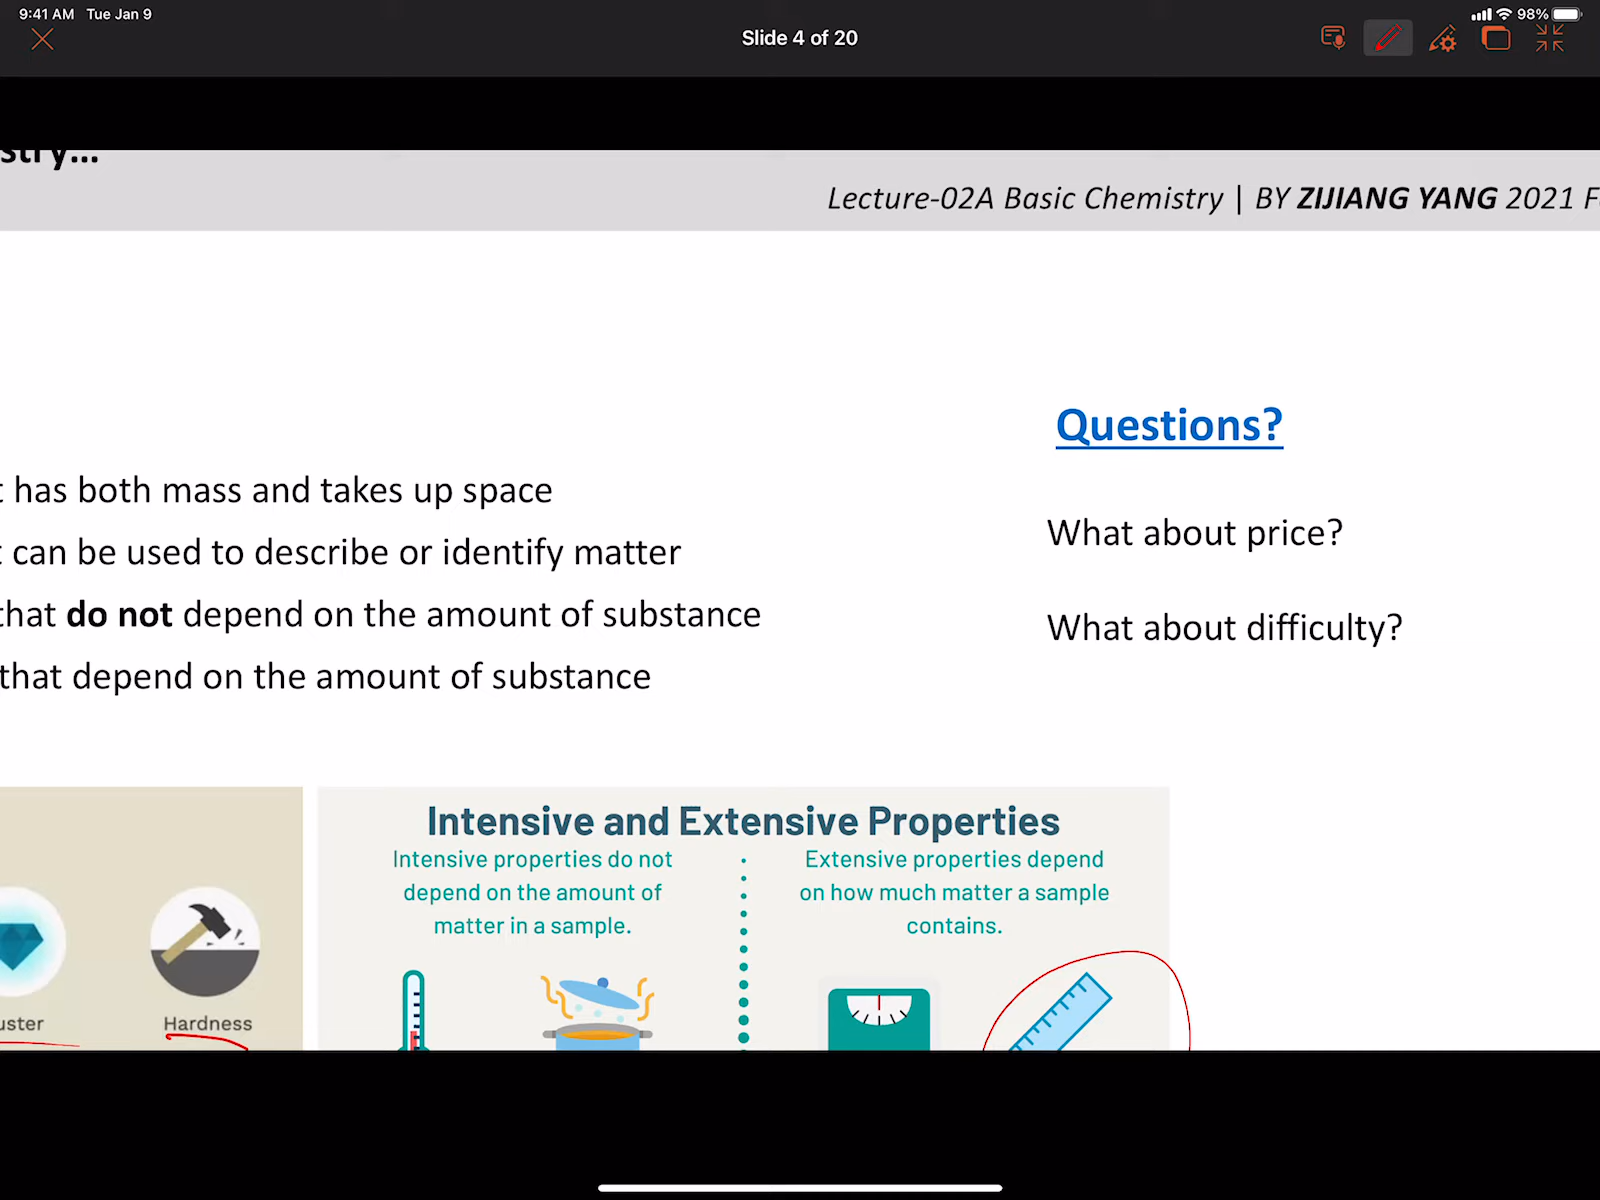 9:41 AM Tue Jan 9
98%
Slide 4 of 20
stry...
Lecture-02A Basic Chemistry | BY ZIJIANG YANG 2021 F
Questions?
t has both mass and takes up space
What about price?
t can be used to describe or identify matter
that do not depend on the amount of substance
What about difficulty?
that depend on the amount of substance
Intensive and Extensive Properties
Intensive properties do not
depend on the amount of
matter in a sample.
Extensive properties depend
on how much matter a sample
contains.
uster
Hardness